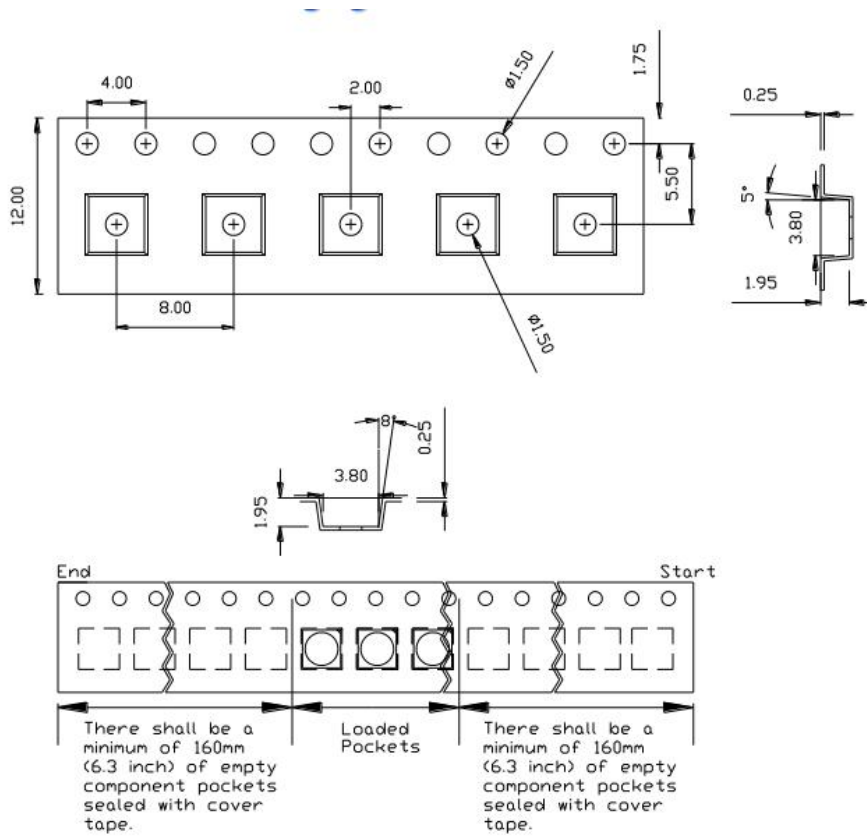 4.00
2.00
ø1.50
1.75
0.25
12.00
5.50
5°
3.80
1.95
8.00
ø1.50
8°
0.25
3.80
1.95
End
Start
There shall be a
minimum of 160mm
(6.3 inch) of empty
component pockets
sealed with cover
tape.
Loaded
Pockets
There shall be a
minimum of 160mm
(6.3 inch) of empty
component pockets
sealed with cover
tape.